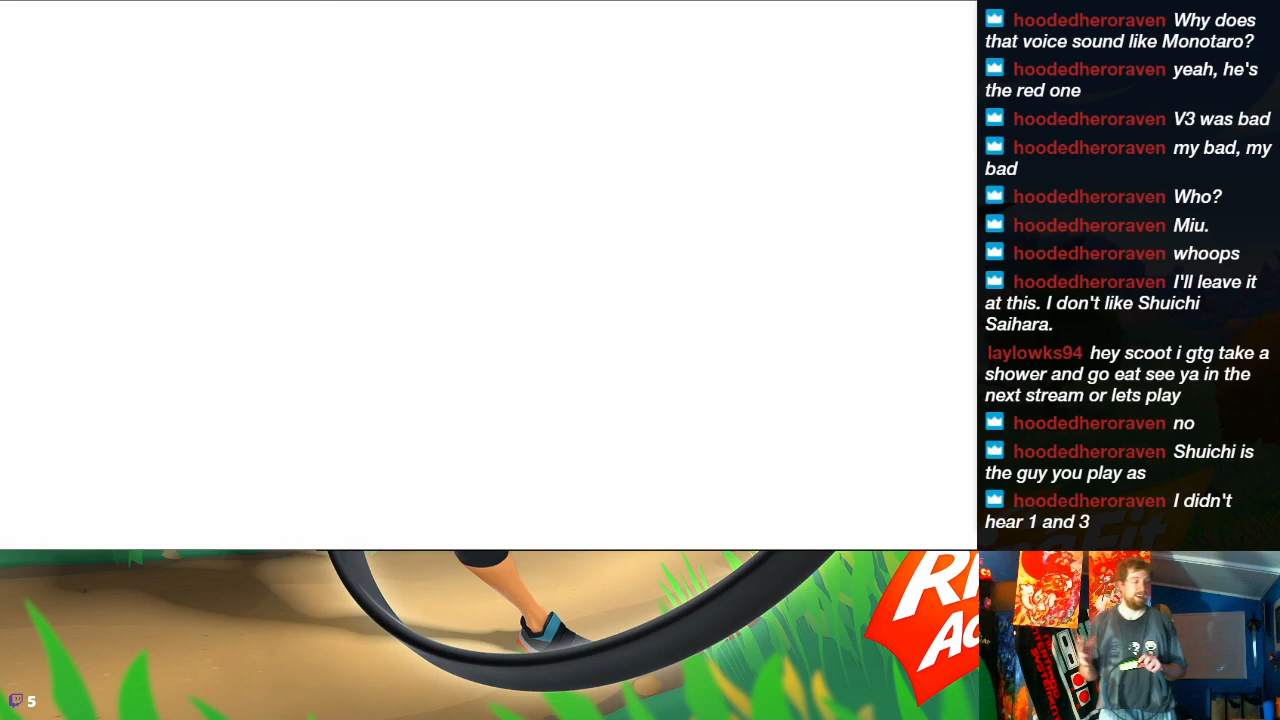 hoodedheroraven Why does
that voice sound like Monotaro?
hoodedheroraven yeah, he's
the red one
hoodedheroraven V3 was bad
hoodedheroraven my bad, my
bad
hoodedheroraven Who?
hoodedheroraven Miu.
hoodedheroraven whoops
hoodedheroraven I'll leave it
at this. I don't like Shuichi
Saihara.
laylowks94 hey scoot i gtg take a
shower and go eat see ya in the
next stream or lets play
hoodedheroraven no
hoodedheroraven Shuichi is
the guy you play as
hoodedheroraven I didn't
hear 1 and 3
5